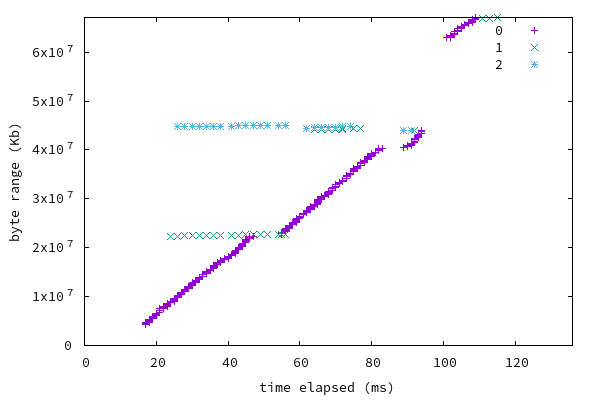 0
1
2
6x10^7
5x10^7
4x10^7
3x10^7
2x10^7
1x10^7
0
byte range (Kb)
0 20 40 60 80 100 120
time elapsed (ms)